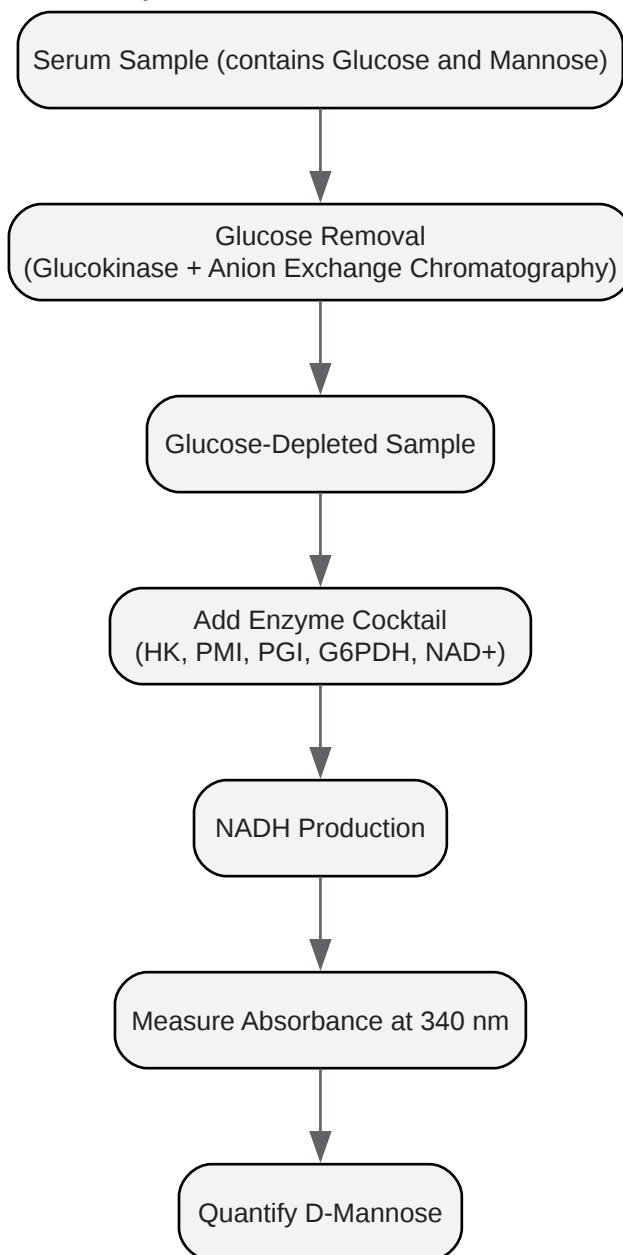 Serum Sample (contains Glucose and Mannose)
Glucose Removal
(Glucokinase + Anion Exchange Chromatography)
Glucose-Depleted Sample
Add Enzyme Cocktail
(HK, PMI, PGI, G6PDH, NAD+)
NADH Production
Measure Absorbance at 340 nm
Quantify D-Mannose